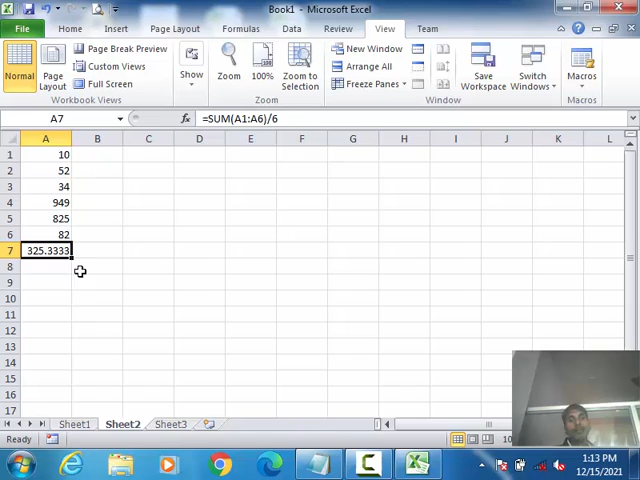 Book1 - Microsoft Excel
File Home Insert Page Layout Formulas Data Review View Team
Normal Page Layout Page Break Preview Custom Views Full Screen Show Zoom 100% Zoom to Selection New Window Arrange All Freeze Panes Save Workspace Switch Windows Macros
Workbook Views Zoom Window Macros
A7 fx =SUM(A1:A6)/6
A B C D E F G H I J K L
1 10
2 52
3 34
4 949
5 825
6 82
7 325.3333
8
9
10
11
12
13
14
15
16
17
Sheet1 Sheet2 Sheet3
Ready
1:13 PM
12/15/2021